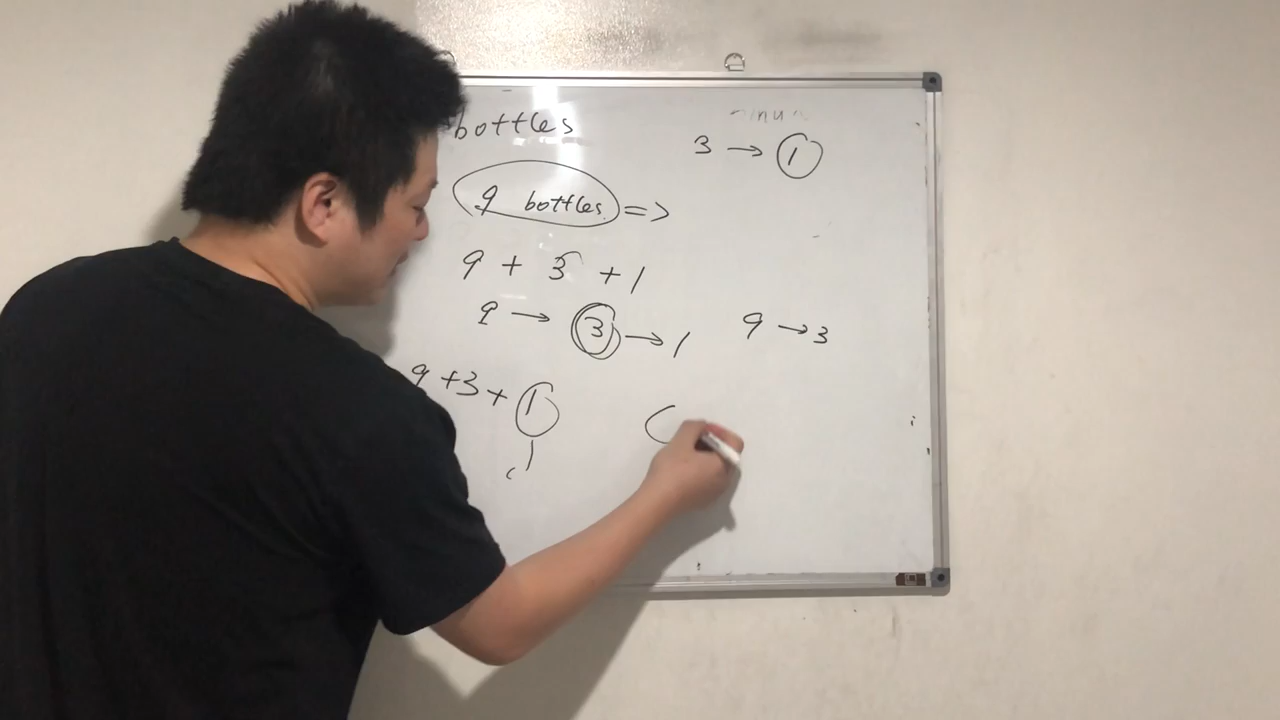 bottles
3 → 1
9 bottles =>
9 + 3 + 1
9 → 3 → 1
9 → 3
9 + 3 + 1